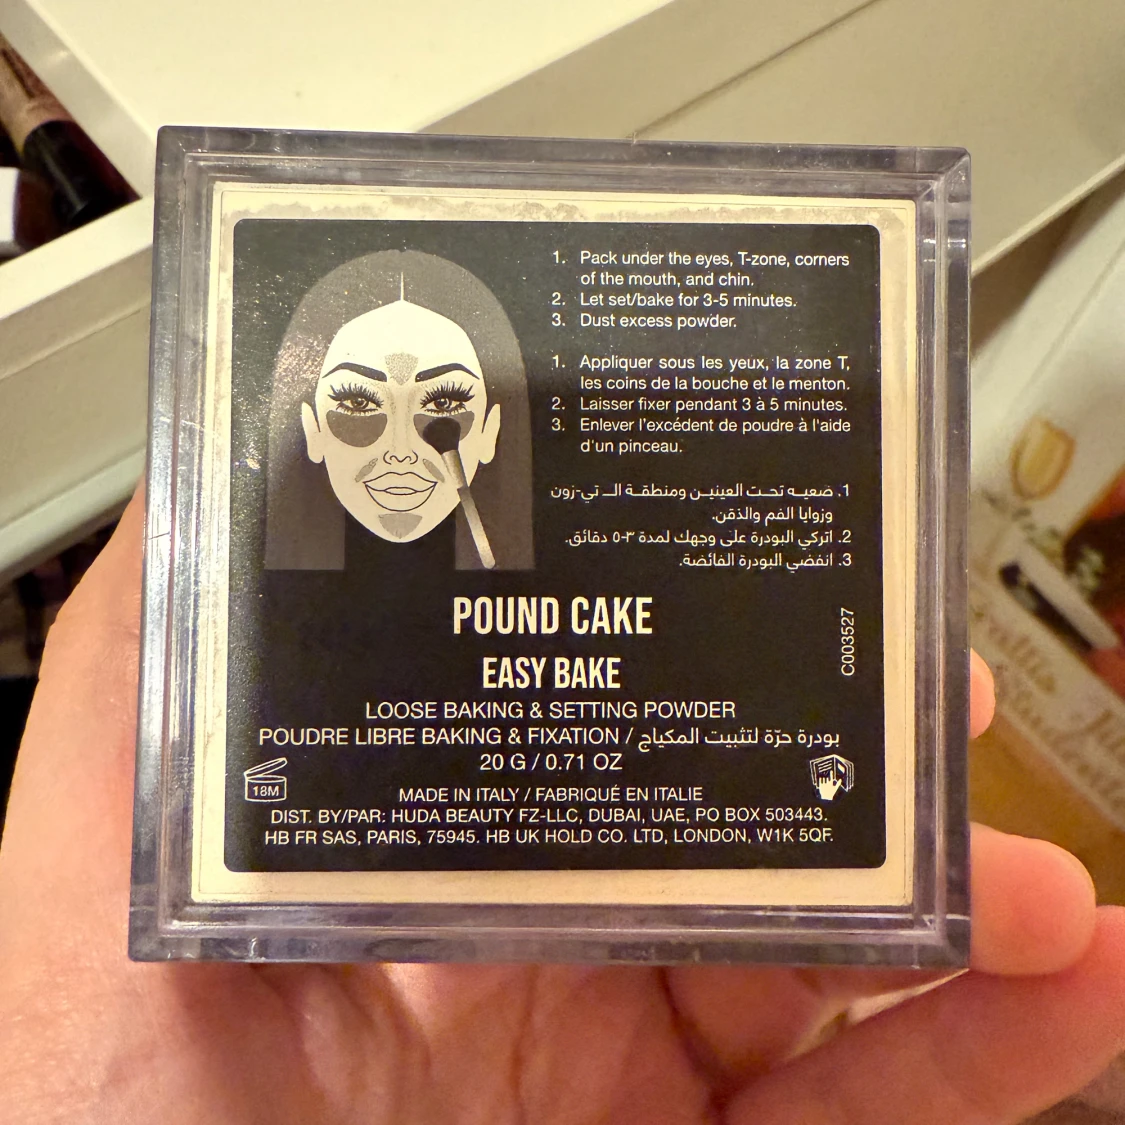 1. Pack under the eyes, T-zone, corners
of the mouth, and chin.
2. Let set/bake for 3-5 minutes.
3. Dust excess powder.
1. Appliquer sous les yeux, la zone T,
les coins de la bouche et le menton.
2. Laisser fixer pendant 3 à 5 minutes.
3. Enlever l'excédent de poudre à l'aide
d'un pinceau.
1. ضعيه تحت العينين ومنطقة الـ تي-زون
وزوايا الفم والذقن.
2. اتركي البودرة على وجهك لمدة ٣-٥ دقائق.
3. انفضي البودرة الفائضة.
POUND CAKE
EASY BAKE
LOOSE BAKING & SETTING POWDER
POUDRE LIBRE BAKING & FIXATION / بودرة حرّة لتثبيت المكياج
20 G / 0.71 OZ
18M
MADE IN ITALY / FABRIQUÉ EN ITALIE
DIST. BY/PAR: HUDA BEAUTY FZ-LLC, DUBAI, UAE, PO BOX 503443.
HB FR SAS, PARIS, 75945. HB UK HOLD CO. LTD, LONDON, W1K 5QF.
C003527